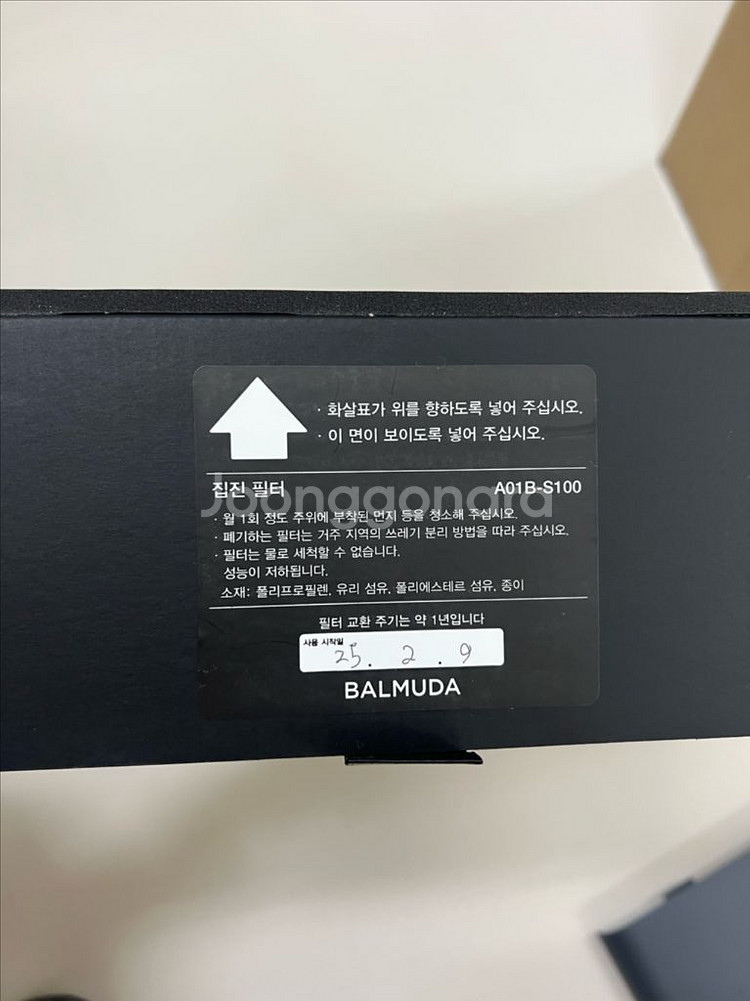 · 화살표가 위를 향하도록 넣어 주십시오.
· 이 면이 보이도록 넣어 주십시오.
집진 필터 A01B-S100
Joonggonara
· 월 1회 정도 주위에 부착된 먼지 등을 청소해 주십시오.
· 폐기하는 필터는 거주 지역의 쓰레기 분리 방법을 따라 주십시오.
· 필터는 물로 세척할 수 없습니다.
성능이 저하됩니다.
소재: 폴리프로필렌, 유리 섬유, 폴리에스테르 섬유, 종이
필터 교환 주기는 약 1년입니다
사용 시작일
25. 2. 9
BALMUDA